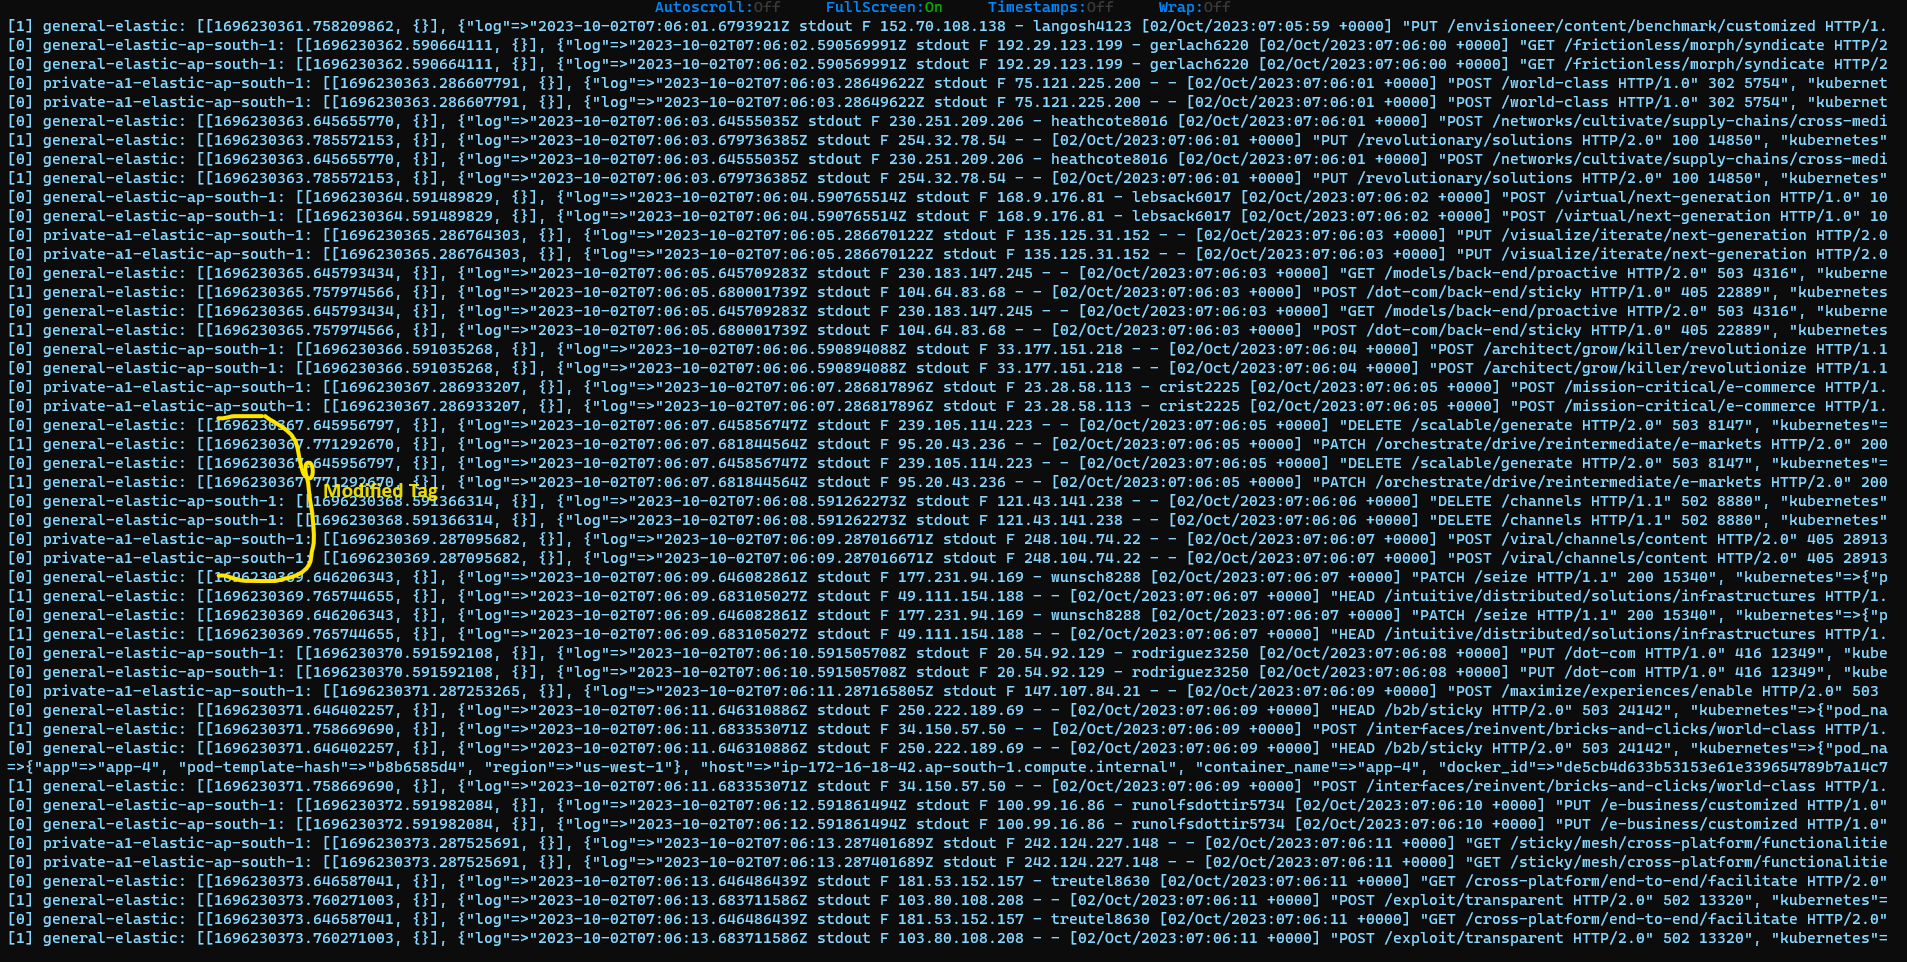 Autoscroll:Off FullScreen:On Timestamps:Off Wrap:Off
[1] general-elastic: [[1696230361.758209862, {}], {"log"=>"2023-10-02T07:06:01.6793921Z stdout F 152.70.108.138 - langosh4123 [02/Oct/2023:07:05:59 +0000] "PUT /envisioneer/content/benchmark/customized HTTP/1.
[0] general-elastic-ap-south-1: [[1696230362.590664111, {}], {"log"=>"2023-10-02T07:06:02.590569991Z stdout F 192.29.123.199 - gerlach6220 [02/Oct/2023:07:06:00 +0000] "GET /frictionless/morph/syndicate HTTP/2
[0] general-elastic-ap-south-1: [[1696230362.590664111, {}], {"log"=>"2023-10-02T07:06:02.590569991Z stdout F 192.29.123.199 - gerlach6220 [02/Oct/2023:07:06:00 +0000] "GET /frictionless/morph/syndicate HTTP/2
[0] private-a1-elastic-ap-south-1: [[1696230363.286607791, {}], {"log"=>"2023-10-02T07:06:03.28649622Z stdout F 75.121.225.200 - - [02/Oct/2023:07:06:01 +0000] "POST /world-class HTTP/1.0" 302 5754", "kubernet
[0] private-a1-elastic-ap-south-1: [[1696230363.286607791, {}], {"log"=>"2023-10-02T07:06:03.28649622Z stdout F 75.121.225.200 - - [02/Oct/2023:07:06:01 +0000] "POST /world-class HTTP/1.0" 302 5754", "kubernet
[0] general-elastic: [[1696230363.645655770, {}], {"log"=>"2023-10-02T07:06:03.64555035Z stdout F 230.251.209.206 - heathcote8016 [02/Oct/2023:07:06:01 +0000] "POST /networks/cultivate/supply-chains/cross-medi
[1] general-elastic: [[1696230363.785572153, {}], {"log"=>"2023-10-02T07:06:03.679736385Z stdout F 254.32.78.54 - - [02/Oct/2023:07:06:01 +0000] "PUT /revolutionary/solutions HTTP/2.0" 100 14850", "kubernetes"
[0] general-elastic: [[1696230363.645655770, {}], {"log"=>"2023-10-02T07:06:03.64555035Z stdout F 230.251.209.206 - heathcote8016 [02/Oct/2023:07:06:01 +0000] "POST /networks/cultivate/supply-chains/cross-medi
[1] general-elastic: [[1696230363.785572153, {}], {"log"=>"2023-10-02T07:06:03.679736385Z stdout F 254.32.78.54 - - [02/Oct/2023:07:06:01 +0000] "PUT /revolutionary/solutions HTTP/2.0" 100 14850", "kubernetes"
[0] general-elastic-ap-south-1: [[1696230364.591489829, {}], {"log"=>"2023-10-02T07:06:04.590765514Z stdout F 168.9.176.81 - lebsack6017 [02/Oct/2023:07:06:02 +0000] "POST /virtual/next-generation HTTP/1.0" 10
[0] general-elastic-ap-south-1: [[1696230364.591489829, {}], {"log"=>"2023-10-02T07:06:04.590765514Z stdout F 168.9.176.81 - lebsack6017 [02/Oct/2023:07:06:02 +0000] "POST /virtual/next-generation HTTP/1.0" 10
[0] private-a1-elastic-ap-south-1: [[1696230365.286764303, {}], {"log"=>"2023-10-02T07:06:05.286670122Z stdout F 135.125.31.152 - - [02/Oct/2023:07:06:03 +0000] "PUT /visualize/iterate/next-generation HTTP/2.0
[0] private-a1-elastic-ap-south-1: [[1696230365.286764303, {}], {"log"=>"2023-10-02T07:06:05.286670122Z stdout F 135.125.31.152 - - [02/Oct/2023:07:06:03 +0000] "PUT /visualize/iterate/next-generation HTTP/2.0
[0] general-elastic: [[1696230365.645793434, {}], {"log"=>"2023-10-02T07:06:05.645709283Z stdout F 230.183.147.245 - - [02/Oct/2023:07:06:03 +0000] "GET /models/back-end/proactive HTTP/2.0" 503 4316", "kuberne
[1] general-elastic: [[1696230365.757974566, {}], {"log"=>"2023-10-02T07:06:05.680001739Z stdout F 104.64.83.68 - - [02/Oct/2023:07:06:03 +0000] "POST /dot-com/back-end/sticky HTTP/1.0" 405 22889", "kubernetes
[0] general-elastic: [[1696230365.645793434, {}], {"log"=>"2023-10-02T07:06:05.645709283Z stdout F 230.183.147.245 - - [02/Oct/2023:07:06:03 +0000] "GET /models/back-end/proactive HTTP/2.0" 503 4316", "kuberne
[1] general-elastic: [[1696230365.757974566, {}], {"log"=>"2023-10-02T07:06:05.680001739Z stdout F 104.64.83.68 - - [02/Oct/2023:07:06:03 +0000] "POST /dot-com/back-end/sticky HTTP/1.0" 405 22889", "kubernetes
[0] general-elastic-ap-south-1: [[1696230366.591035268, {}], {"log"=>"2023-10-02T07:06:06.590894088Z stdout F 33.177.151.218 - - [02/Oct/2023:07:06:04 +0000] "POST /architect/grow/killer/revolutionize HTTP/1.1
[0] general-elastic-ap-south-1: [[1696230366.591035268, {}], {"log"=>"2023-10-02T07:06:06.590894088Z stdout F 33.177.151.218 - - [02/Oct/2023:07:06:04 +0000] "POST /architect/grow/killer/revolutionize HTTP/1.1
[0] private-a1-elastic-ap-south-1: [[1696230367.286933207, {}], {"log"=>"2023-10-02T07:06:07.286817896Z stdout F 23.28.58.113 - crist2225 [02/Oct/2023:07:06:05 +0000] "POST /mission-critical/e-commerce HTTP/1.
[0] private-a1-elastic-ap-south-1: [[1696230367.286933207, {}], {"log"=>"2023-10-02T07:06:07.286817896Z stdout F 23.28.58.113 - crist2225 [02/Oct/2023:07:06:05 +0000] "POST /mission-critical/e-commerce HTTP/1.
[0] general-elastic: [[1696230367.645956797, {}], {"log"=>"2023-10-02T07:06:07.645856747Z stdout F 239.105.114.223 - - [02/Oct/2023:07:06:05 +0000] "DELETE /scalable/generate HTTP/2.0" 503 8147", "kubernetes"=
[1] general-elastic: [[1696230367.771292670, {}], {"log"=>"2023-10-02T07:06:07.681844564Z stdout F 95.20.43.236 - - [02/Oct/2023:07:06:05 +0000] "PATCH /orchestrate/drive/reintermediate/e-markets HTTP/2.0" 200
[0] general-elastic: [[1696230367.645956797, {}], {"log"=>"2023-10-02T07:06:07.645856747Z stdout F 239.105.114.223 - - [02/Oct/2023:07:06:05 +0000] "DELETE /scalable/generate HTTP/2.0" 503 8147", "kubernetes"=
[1] general-elastic: [[1696230367.771292670, {}], {"log"=>"2023-10-02T07:06:07.681844564Z stdout F 95.20.43.236 - - [02/Oct/2023:07:06:05 +0000] "PATCH /orchestrate/drive/reintermediate/e-markets HTTP/2.0" 200
Modified Tag
[0] general-elastic-ap-south-1: [[1696230368.591366314, {}], {"log"=>"2023-10-02T07:06:08.591262273Z stdout F 121.43.141.238 - - [02/Oct/2023:07:06:06 +0000] "DELETE /channels HTTP/1.1" 502 8880", "kubernetes"
[0] general-elastic-ap-south-1: [[1696230368.591366314, {}], {"log"=>"2023-10-02T07:06:08.591262273Z stdout F 121.43.141.238 - - [02/Oct/2023:07:06:06 +0000] "DELETE /channels HTTP/1.1" 502 8880", "kubernetes"
[0] private-a1-elastic-ap-south-1: [[1696230369.287095682, {}], {"log"=>"2023-10-02T07:06:09.287016671Z stdout F 248.104.74.22 - - [02/Oct/2023:07:06:07 +0000] "POST /viral/channels/content HTTP/2.0" 405 28913
[0] private-a1-elastic-ap-south-1: [[1696230369.287095682, {}], {"log"=>"2023-10-02T07:06:09.287016671Z stdout F 248.104.74.22 - - [02/Oct/2023:07:06:07 +0000] "POST /viral/channels/content HTTP/2.0" 405 28913
[0] general-elastic: [[1696230369.646206343, {}], {"log"=>"2023-10-02T07:06:09.646082861Z stdout F 177.231.94.169 - wunsch8288 [02/Oct/2023:07:06:07 +0000] "PATCH /seize HTTP/1.1" 200 15340", "kubernetes"=>{"p
[1] general-elastic: [[1696230369.765744655, {}], {"log"=>"2023-10-02T07:06:09.683105027Z stdout F 49.111.154.188 - - [02/Oct/2023:07:06:07 +0000] "HEAD /intuitive/distributed/solutions/infrastructures HTTP/1.
[0] general-elastic: [[1696230369.646206343, {}], {"log"=>"2023-10-02T07:06:09.646082861Z stdout F 177.231.94.169 - wunsch8288 [02/Oct/2023:07:06:07 +0000] "PATCH /seize HTTP/1.1" 200 15340", "kubernetes"=>{"p
[1] general-elastic: [[1696230369.765744655, {}], {"log"=>"2023-10-02T07:06:09.683105027Z stdout F 49.111.154.188 - - [02/Oct/2023:07:06:07 +0000] "HEAD /intuitive/distributed/solutions/infrastructures HTTP/1.
[0] general-elastic-ap-south-1: [[1696230370.591592108, {}], {"log"=>"2023-10-02T07:06:10.591505708Z stdout F 20.54.92.129 - rodriguez3250 [02/Oct/2023:07:06:08 +0000] "PUT /dot-com HTTP/1.0" 416 12349", "kube
[0] general-elastic-ap-south-1: [[1696230370.591592108, {}], {"log"=>"2023-10-02T07:06:10.591505708Z stdout F 20.54.92.129 - rodriguez3250 [02/Oct/2023:07:06:08 +0000] "PUT /dot-com HTTP/1.0" 416 12349", "kube
[0] private-a1-elastic-ap-south-1: [[1696230371.287253265, {}], {"log"=>"2023-10-02T07:06:11.287165805Z stdout F 147.107.84.21 - - [02/Oct/2023:07:06:09 +0000] "POST /maximize/experiences/enable HTTP/2.0" 503
[0] general-elastic: [[1696230371.646402257, {}], {"log"=>"2023-10-02T07:06:11.646310886Z stdout F 250.222.189.69 - - [02/Oct/2023:07:06:09 +0000] "HEAD /b2b/sticky HTTP/2.0" 503 24142", "kubernetes"=>{"pod_na
[1] general-elastic: [[1696230371.758669690, {}], {"log"=>"2023-10-02T07:06:11.683353071Z stdout F 34.150.57.50 - - [02/Oct/2023:07:06:09 +0000] "POST /interfaces/reinvent/bricks-and-clicks/world-class HTTP/1.
[0] general-elastic: [[1696230371.646402257, {}], {"log"=>"2023-10-02T07:06:11.646310886Z stdout F 250.222.189.69 - - [02/Oct/2023:07:06:09 +0000] "HEAD /b2b/sticky HTTP/2.0" 503 24142", "kubernetes"=>{"pod_na
=>{"app"=>"app-4", "pod-template-hash"=>"b8b6585d4", "region"=>"us-west-1"}, "host"=>"ip-172-16-18-42.ap-south-1.compute.internal", "container_name"=>"app-4", "docker_id"=>"de5cb4d633b53153e61e339654789b7a14c7
[1] general-elastic: [[1696230371.758669690, {}], {"log"=>"2023-10-02T07:06:11.683353071Z stdout F 34.150.57.50 - - [02/Oct/2023:07:06:09 +0000] "POST /interfaces/reinvent/bricks-and-clicks/world-class HTTP/1.
[0] general-elastic-ap-south-1: [[1696230372.591982084, {}], {"log"=>"2023-10-02T07:06:12.591861494Z stdout F 100.99.16.86 - runolfsdottir5734 [02/Oct/2023:07:06:10 +0000] "PUT /e-business/customized HTTP/1.0"
[0] general-elastic-ap-south-1: [[1696230372.591982084, {}], {"log"=>"2023-10-02T07:06:12.591861494Z stdout F 100.99.16.86 - runolfsdottir5734 [02/Oct/2023:07:06:10 +0000] "PUT /e-business/customized HTTP/1.0"
[0] private-a1-elastic-ap-south-1: [[1696230373.287525691, {}], {"log"=>"2023-10-02T07:06:13.287401689Z stdout F 242.124.227.148 - - [02/Oct/2023:07:06:11 +0000] "GET /sticky/mesh/cross-platform/functionalitie
[0] private-a1-elastic-ap-south-1: [[1696230373.287525691, {}], {"log"=>"2023-10-02T07:06:13.287401689Z stdout F 242.124.227.148 - - [02/Oct/2023:07:06:11 +0000] "GET /sticky/mesh/cross-platform/functionalitie
[0] general-elastic: [[1696230373.646587041, {}], {"log"=>"2023-10-02T07:06:13.646486439Z stdout F 181.53.152.157 - treutel8630 [02/Oct/2023:07:06:11 +0000] "GET /cross-platform/end-to-end/facilitate HTTP/2.0"
[1] general-elastic: [[1696230373.760271003, {}], {"log"=>"2023-10-02T07:06:13.683711586Z stdout F 103.80.108.208 - - [02/Oct/2023:07:06:11 +0000] "POST /exploit/transparent HTTP/2.0" 502 13320", "kubernetes"=
[0] general-elastic: [[1696230373.646587041, {}], {"log"=>"2023-10-02T07:06:13.646486439Z stdout F 181.53.152.157 - treutel8630 [02/Oct/2023:07:06:11 +0000] "GET /cross-platform/end-to-end/facilitate HTTP/2.0"
[1] general-elastic: [[1696230373.760271003, {}], {"log"=>"2023-10-02T07:06:13.683711586Z stdout F 103.80.108.208 - - [02/Oct/2023:07:06:11 +0000] "POST /exploit/transparent HTTP/2.0" 502 13320", "kubernetes"=